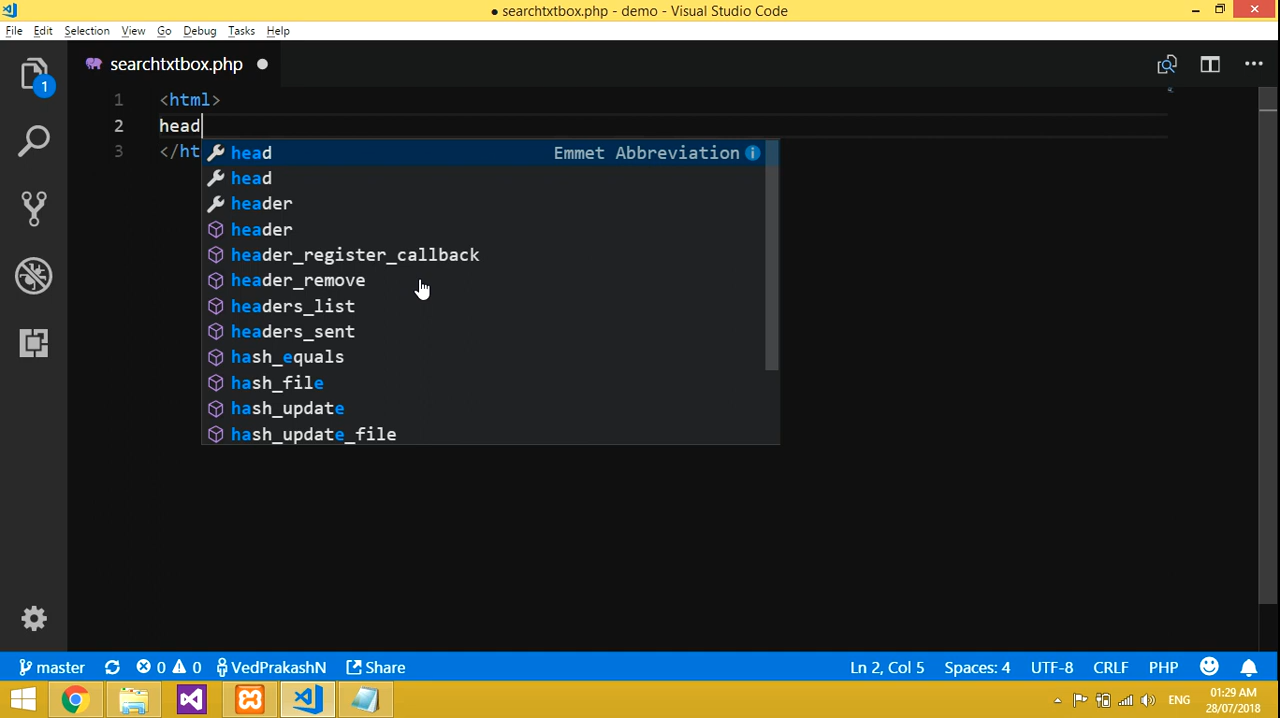 ● searchtxtbox.php - demo - Visual Studio Code
File Edit Selection View Go Debug Tasks Help
1
searchtxtbox.php
1 <html>
2 head
3 </ht
head Emmet Abbreviation
head
header
header
header_register_callback
header_remove
headers_list
headers_sent
hash_equals
hash_file
hash_update
hash_update_file
master 0 0 VedPrakashN Share Ln 2, Col 5 Spaces: 4 UTF-8 CRLF PHP
ENG
01:29 AM
28/07/2018